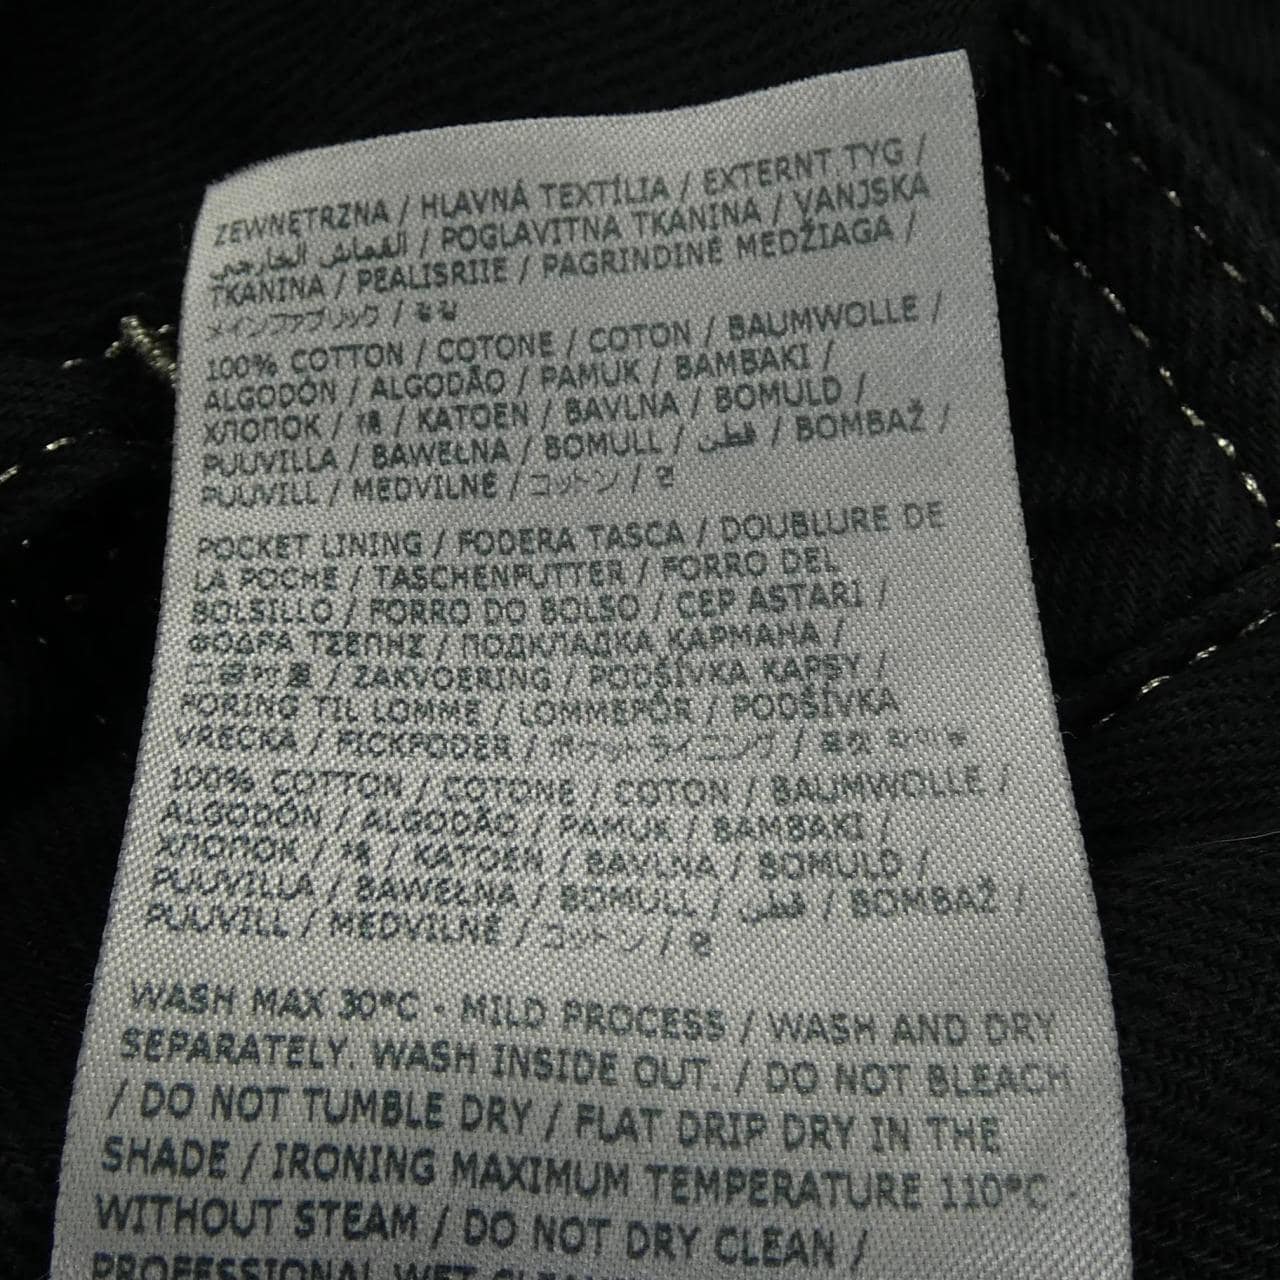 ZEWNĘTRZNA / HLAVNÁ TEXTÍLIA / EXTERNT TYG /
القماش الخارجي / POGLAVITNA TKANINA / VANJSKA
TKANINA / PEALISRIIE / PAGRINDINĖ MEDŽIAGA /
メインファブリック / 겉감
100% COTTON / COTONE / COTON / BAUMWOLLE /
ALGODÓN / ALGODÃO / PAMUK / BAMBAKI /
ХЛОПОК / 棉 / KATOEN / BAVLNA / BOMULD /
PUUVILLA / BAWEŁNA / BOMULL / قطن / BOMBAŽ /
PUUVILL / MEDVILNĖ / コットン / 면
POCKET LINING / FODERA TASCA / DOUBLURE DE
LA POCHE / TASCHENFUTTER / FORRO DEL
BOLSILLO / FORRO DO BOLSO / CEP ASTARI /
ΦΟΔΡΑ ΤΣΕΠΗΣ / ПОДКЛАДКА КАРМАНА /
口袋衬里 / ZAKVOERING / PODŠÍVKA KAPSY /
FORING TIL LOMME / LOMMEFÔR / PODŠÍVKA
VRECKA / FICKFODER / ポケットライニング /
100% COTTON / COTONE / COTON / BAUMWOLLE /
ALGODÓN / ALGODÃO / PAMUK / BAMBAKI /
ХЛОПОК / 棉 / KATOEN / BAVLNA / BOMULD /
PUUVILLA / BAWEŁNA / BOMULL / قطن / BOMBAŽ /
PUUVILL / MEDVILNĖ / コットン / 면
WASH MAX 30°C - MILD PROCESS / WASH AND DRY
SEPARATELY. WASH INSIDE OUT. / DO NOT BLEACH
/ DO NOT TUMBLE DRY / FLAT DRIP DRY IN THE
SHADE / IRONING MAXIMUM TEMPERATURE 110°C -
WITHOUT STEAM / DO NOT DRY CLEAN /
PROFESSIONAL WET